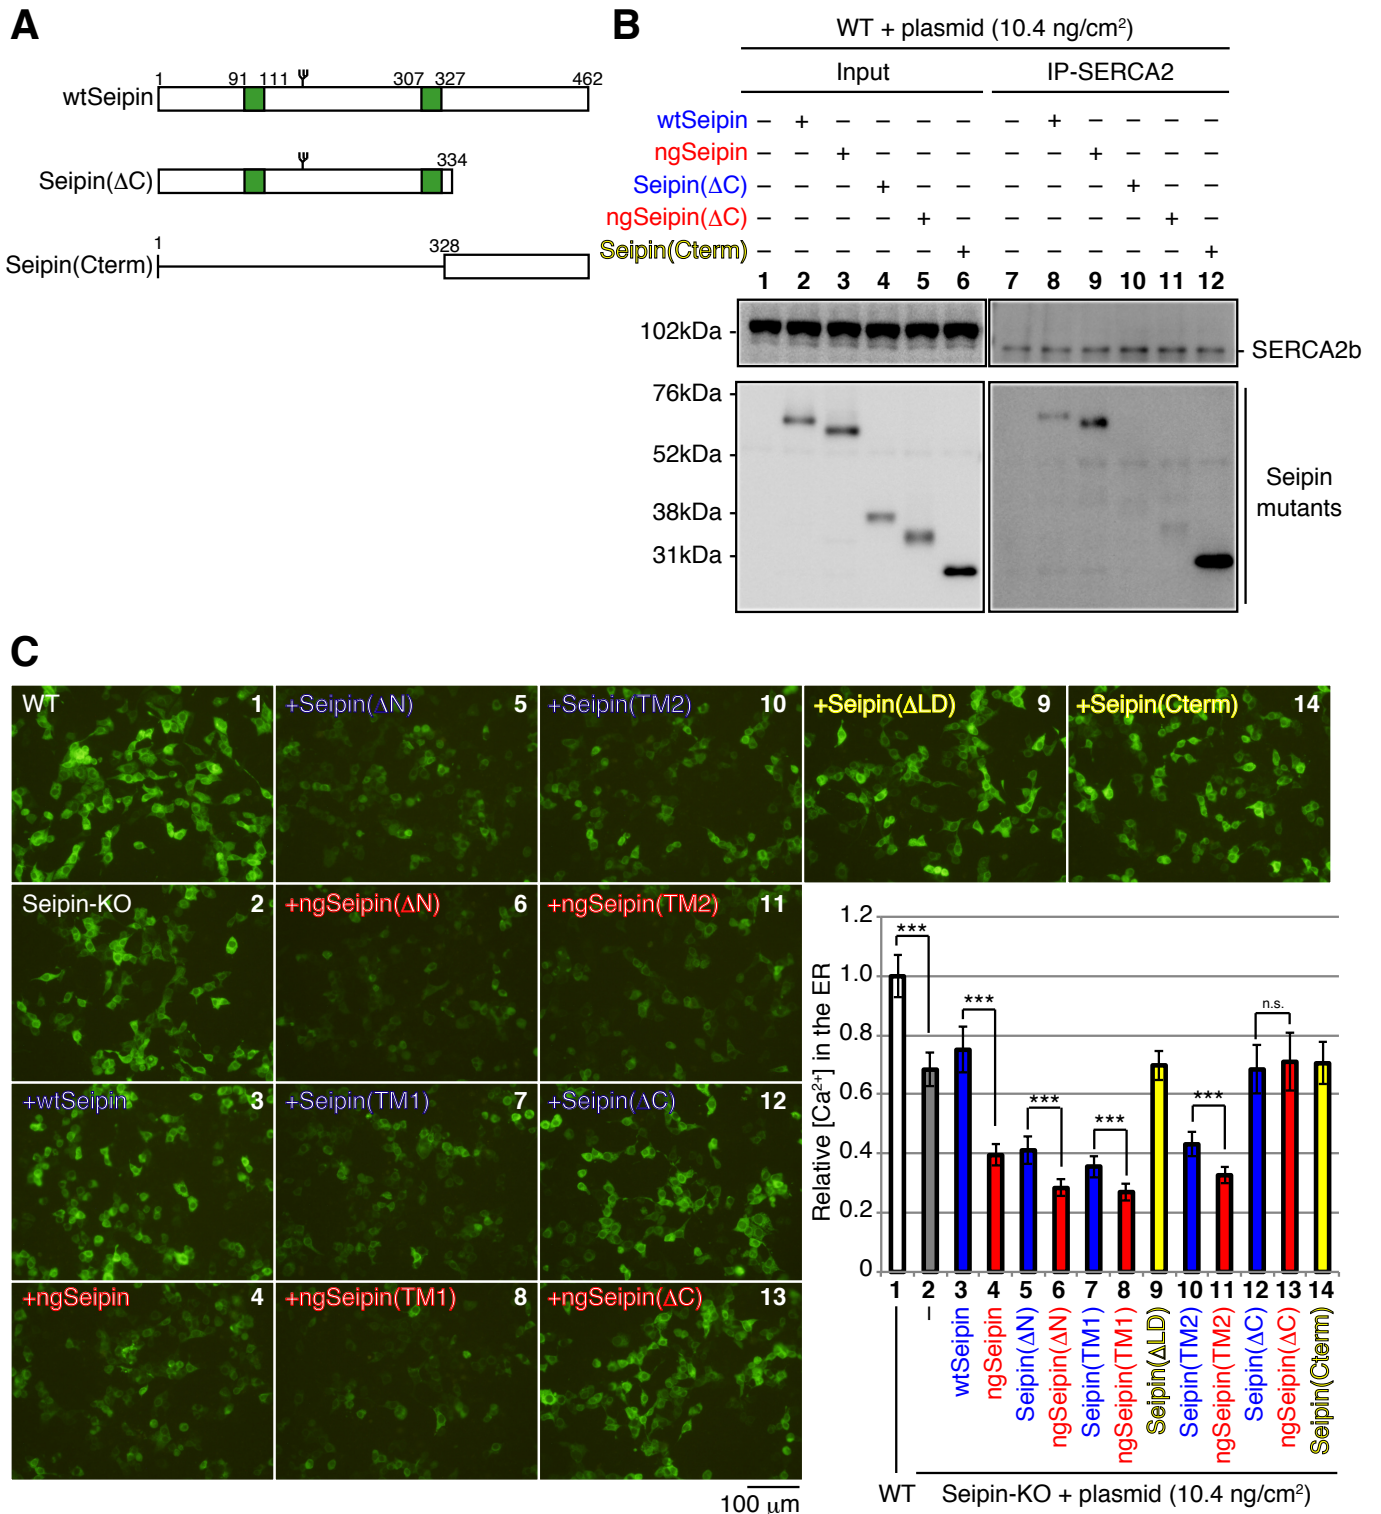 A
1 91 111 307 327 462
wtSeipin
334
Seipin(ΔC)
1 328
Seipin(Cterm)
B
WT + plasmid (10.4 ng/cm²)
Input IP-SERCA2
wtSeipin – + – – – – – + – – – –
ngSeipin – – + – – – – – + – – –
Seipin(ΔC) – – – + – – – – – + – –
ngSeipin(ΔC) – – – – + – – – – – + –
Seipin(Cterm) – – – – – + – – – – – +
1 2 3 4 5 6 7 8 9 10 11 12
102kDa
SERCA2b
76kDa
52kDa
38kDa
31kDa
Seipin
mutants
C
WT 1 +Seipin(ΔN) 5 +Seipin(TM2) 10 +Seipin(ΔLD) 9 +Seipin(Cterm) 14
Seipin-KO 2 +ngSeipin(ΔN) 6 +ngSeipin(TM2) 11
+wtSeipin 3 +Seipin(TM1) 7 +Seipin(ΔC) 12
+ngSeipin 4 +ngSeipin(TM1) 8 +ngSeipin(ΔC) 13
100 μm
Relative [Ca²⁺] in the ER
1.2
1.0
0.8
0.6
0.4
0.2
0
*** *** *** *** *** n.s.
1 2 3 4 5 6 7 8 9 10 11 12 13 14
–
wtSeipin
ngSeipin
Seipin(ΔN)
ngSeipin(ΔN)
Seipin(TM1)
ngSeipin(TM1)
Seipin(ΔLD)
Seipin(TM2)
ngSeipin(TM2)
Seipin(ΔC)
ngSeipin(ΔC)
Seipin(Cterm)
WT Seipin-KO + plasmid (10.4 ng/cm²)